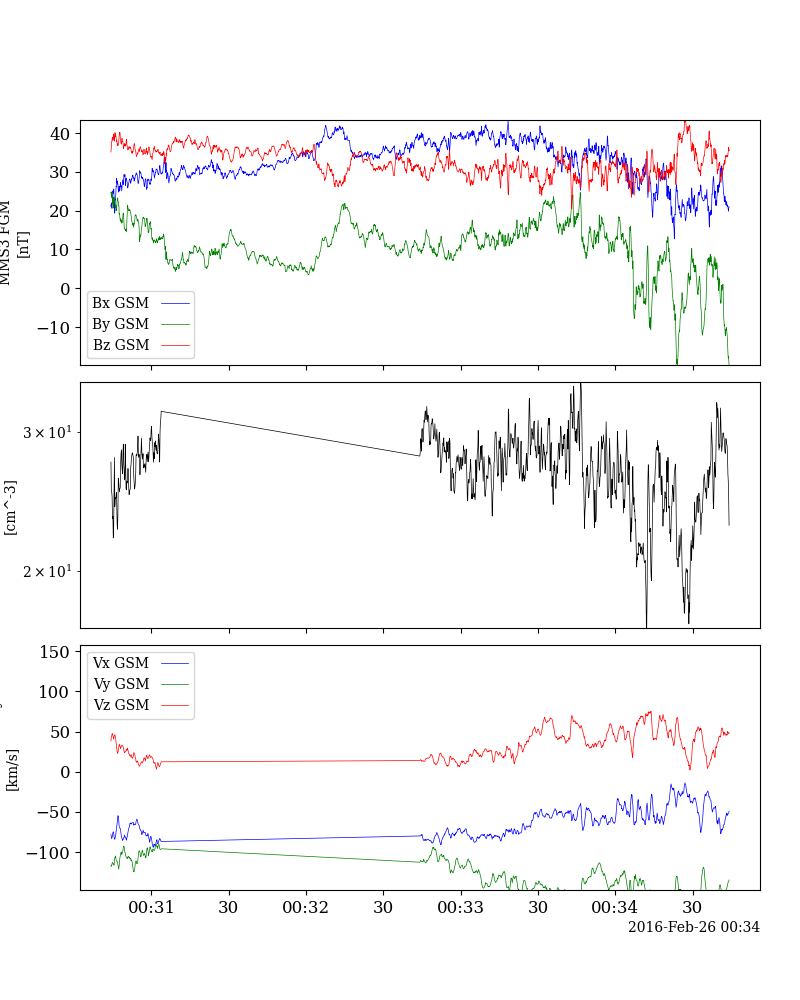 MMS3 FGM
[nT]
40
30
20
10
0
−10
Bx GSM
By GSM
Bz GSM
[cm^-3]
3 × 10¹
2 × 10¹
[km/s]
150
100
50
0
−50
−100
Vx GSM
Vy GSM
Vz GSM
00:31 30 00:32 30 00:33 30 00:34 30
2016-Feb-26 00:34